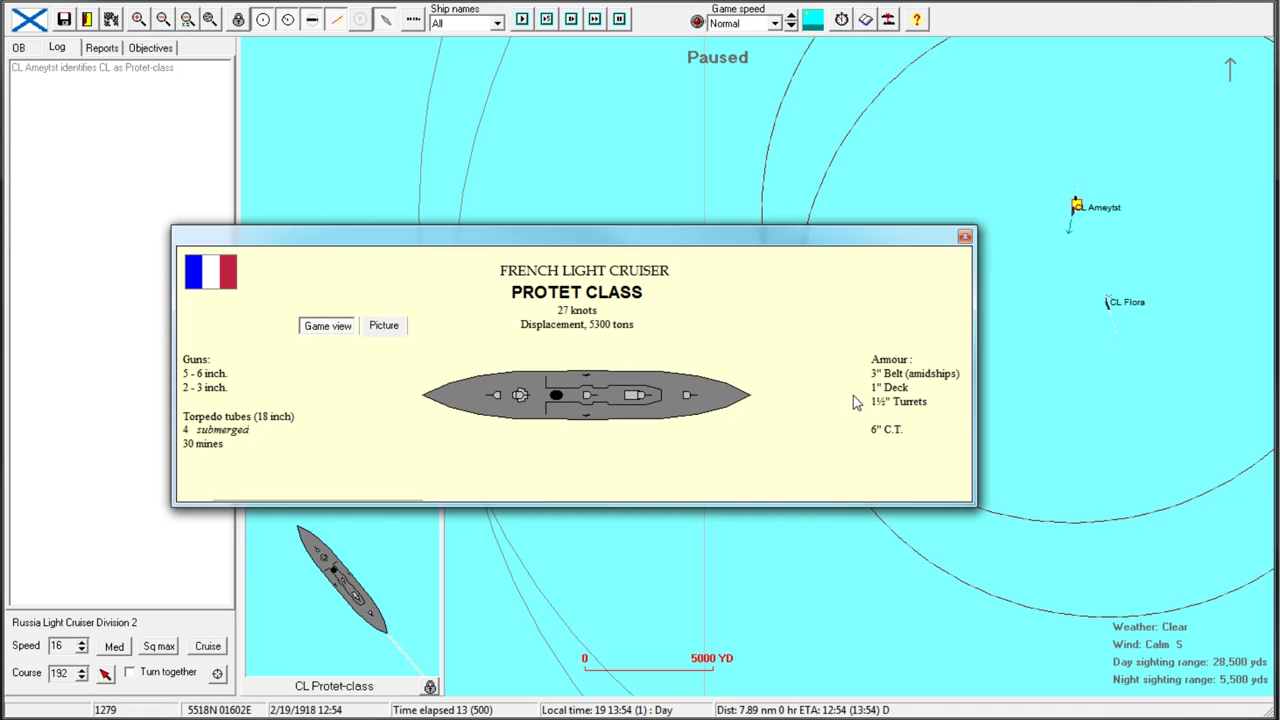 Ship names
All
Game speed
Normal
OB
Log
Reports
Objectives
CL Ameytst identifies CL as Protet-class
Paused
CL Ameytst
CL Flora
FRENCH LIGHT CRUISER
PROTET CLASS
27 knots
Displacement, 5300 tons
Game view
Picture
Guns:
5 - 6 inch.
2 - 3 inch.
Torpedo tubes (18 inch)
4 submerged
30 mines
Armour :
3" Belt (amidships)
1" Deck
1½" Turrets
6" C.T.
Russia Light Cruiser Division 2
Speed 16 Med Sq max Cruise
Course 192 Turn together
CL Protet-class
0 5000 YD
Weather: Clear
Wind: Calm S
Day sighting range: 28,500 yds
Night sighting range: 5,500 yds
1279
5518N 01602E
2/19/1918 12:54
Time elapsed 13 (500)
Local time: 19 13:54 (1) : Day
Dist: 7.89 nm 0 hr ETA: 12:54 (13:54) D